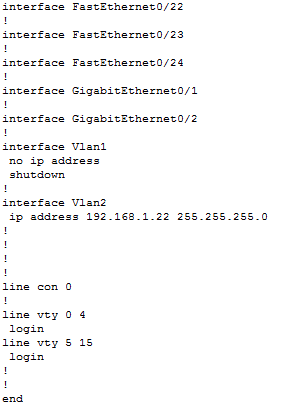 interface FastEthernet0/22
!
interface FastEthernet0/23
!
interface FastEthernet0/24
!
interface GigabitEthernet0/1
!
interface GigabitEthernet0/2
!
interface Vlan1
 no ip address
 shutdown
!
interface Vlan2
 ip address 192.168.1.22 255.255.255.0
!
!
!
!
line con 0
!
line vty 0 4
 login
line vty 5 15
 login
!
!
end